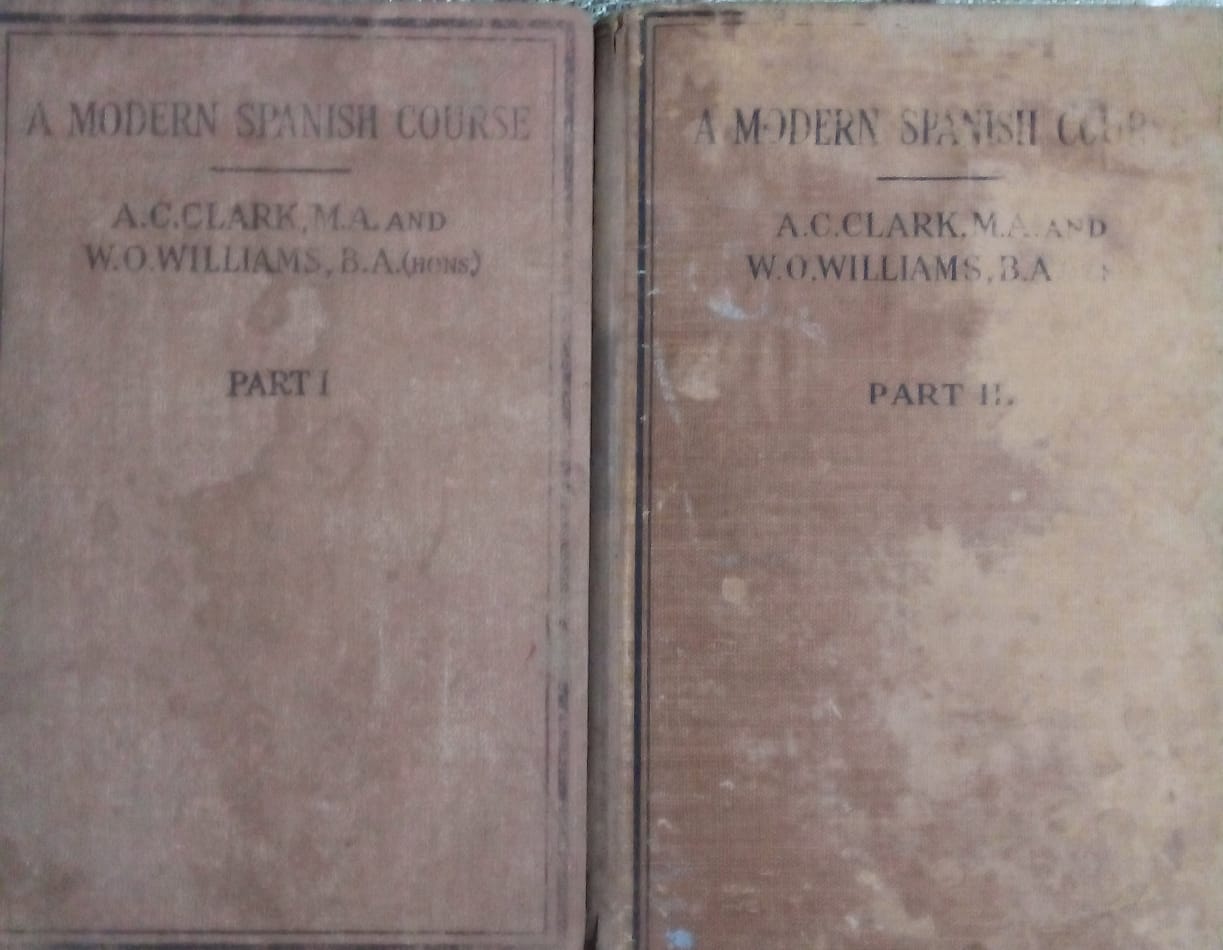 A MODERN SPANISH COURSE
A.C.CLARK, M.A. AND
W.O.WILLIAMS, B.A.(HONS.)
PART I
A MODERN SPANISH
A.C.CLARK, M.A. AND
W.O.WILLIAMS, B.A
PART II.